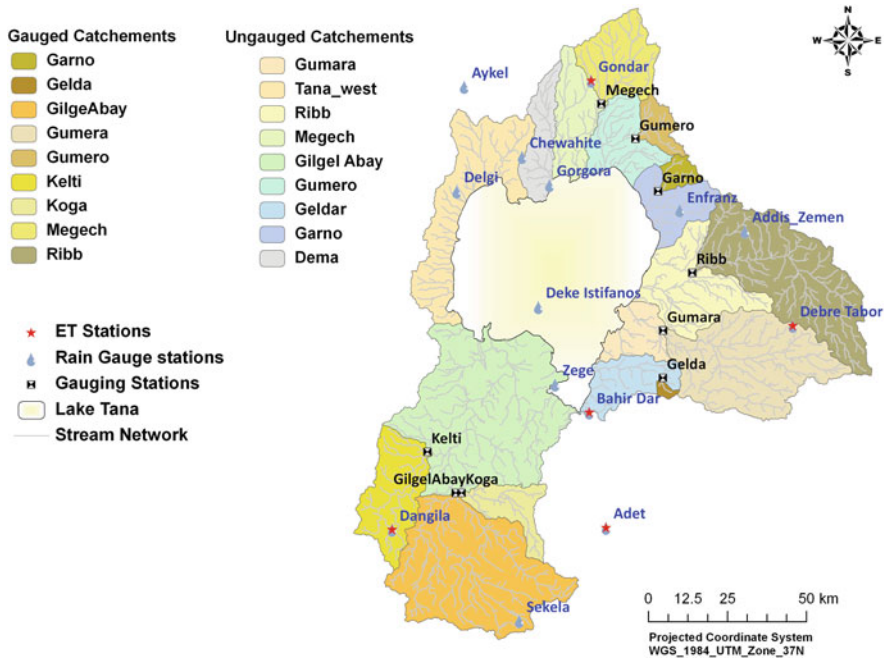 Gauged Catchements
Garno
Gelda
GilgeAbay
Gumera
Gumero
Kelti
Koga
Megech
Ribb
Ungauged Catchements
Gumara
Tana_west
Ribb
Megech
Gilgel Abay
Gumero
Geldar
Garno
Dema
ET Stations
Rain Gauge stations
Gauging Stations
Lake Tana
Stream Network
N
W E
S
Aykel
Gondar
Megech
Gumero
Chewahite
Delgi
Gorgora
Garno
Enfranz
Addis_Zemen
Ribb
Deke Istifanos
Gumara
Debre Tabor
Gelda
Zege
Bahir Dar
Kelti
GilgelAbayKoga
Dangila
Adet
Sekela
0 12.5 25 50 km
Projected Coordinate System
WGS_1984_UTM_Zone_37N